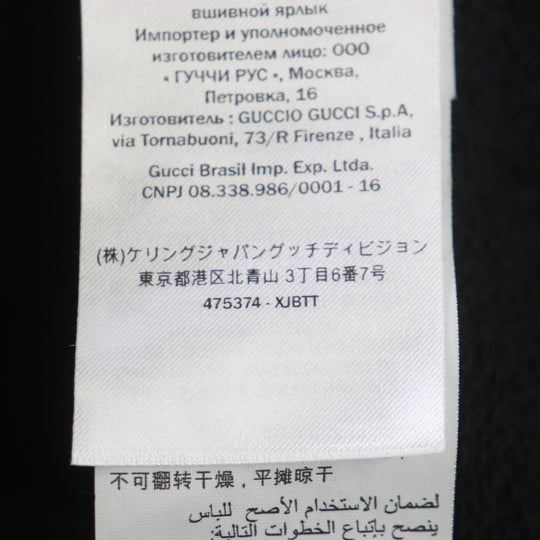 вшивной ярлык
Импортер и уполномоченное
изготовителем лицо: ООО
« ГУЧЧИ РУС », Москва,
Петровка, 16
Изготовитель : GUCCIO GUCCI S.p.A,
via Tornabuoni, 73/R Firenze , Italia
Gucci Brasil Imp. Exp. Ltda.
CNPJ 08.338.986/0001 - 16
(株)ケリングジャパングッチディビジョン
東京都港区北青山 3丁目6番7号
475374 - XJBTT
不可翻转干燥 , 平摊晾干
لضمان الاستخدام الأصح للباس
ينصح بإتباع الخطوات التالية: